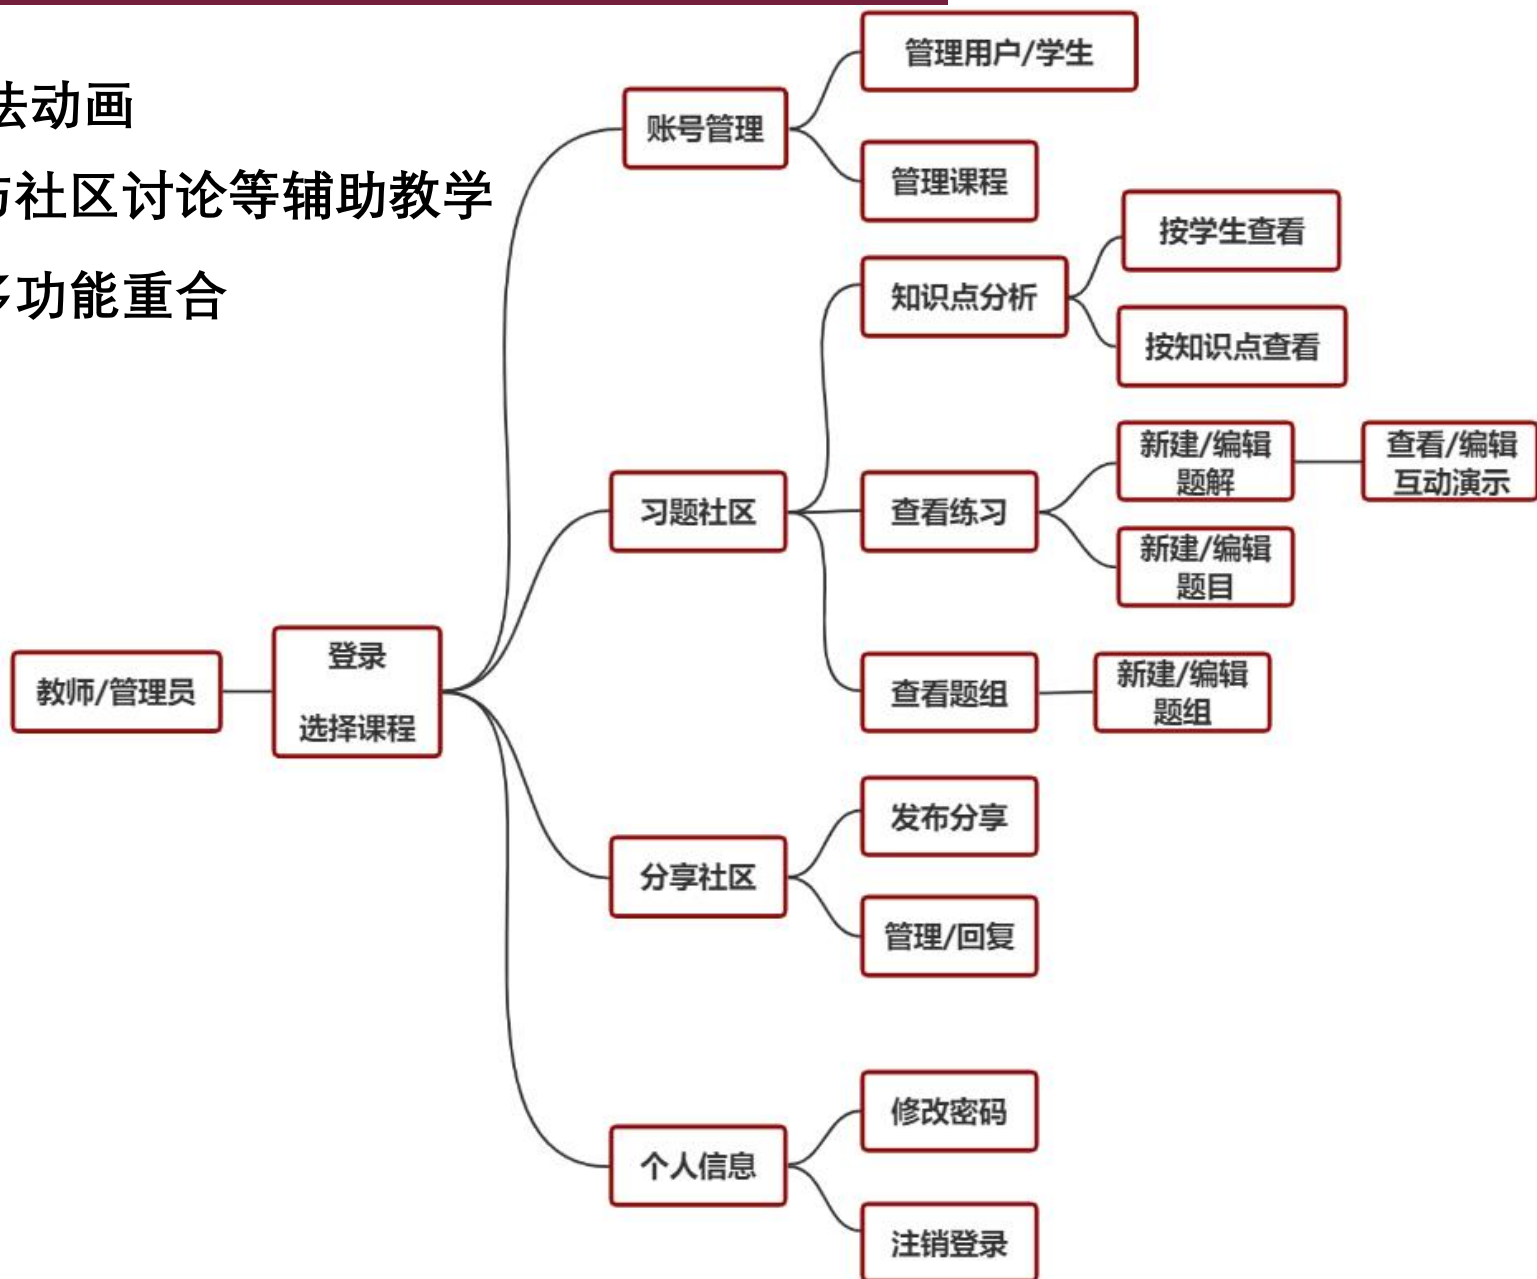 法动画
与社区讨论等辅助教学
多功能重合
管理用户/学生
账号管理
管理课程
按学生查看
知识点分析
按知识点查看
新建/编辑
题解
查看/编辑
互动演示
习题社区
查看练习
新建/编辑
题目
教师/管理员
登录
选择课程
查看题组
新建/编辑
题组
发布分享
分享社区
管理/回复
修改密码
个人信息
注销登录